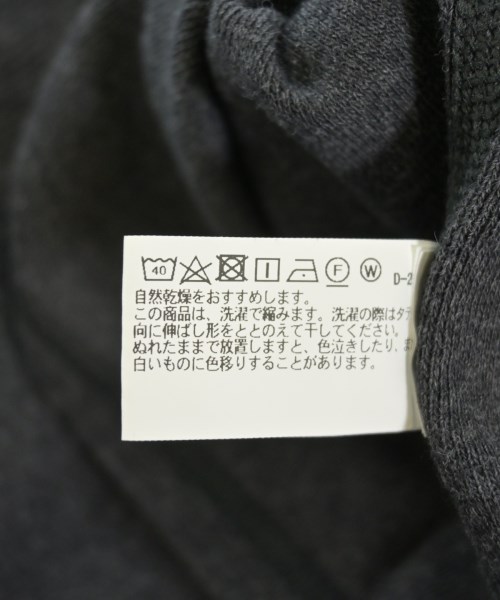 40 F W D-2
自然乾燥をおすすめします。
この商品は、洗濯で縮みます。洗濯の際はタテ
向に伸ばし形をととのえて干してください。
ぬれたままで放置しますと、色泣きしたり、
白いものに色移りすることがあります。